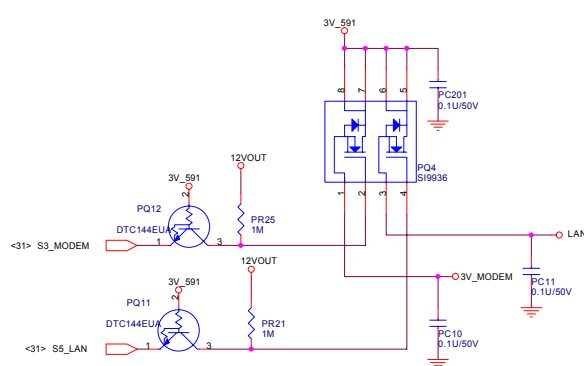 3V_591
8
7
6
5
PC201
0.1U/50V
PQ4
SI9936
1
2
3
4
12VOUT
3V_591
2
PQ12
DTC144EUA
PR25
1M
<31> S3_MODEM
1
3
LAN
12VOUT
3V_MODEM
PC11
0.1U/50V
3V_591
2
PQ11
DTC144EUA
PR21
1M
PC10
0.1U/50V
<31> S5_LAN
1
3